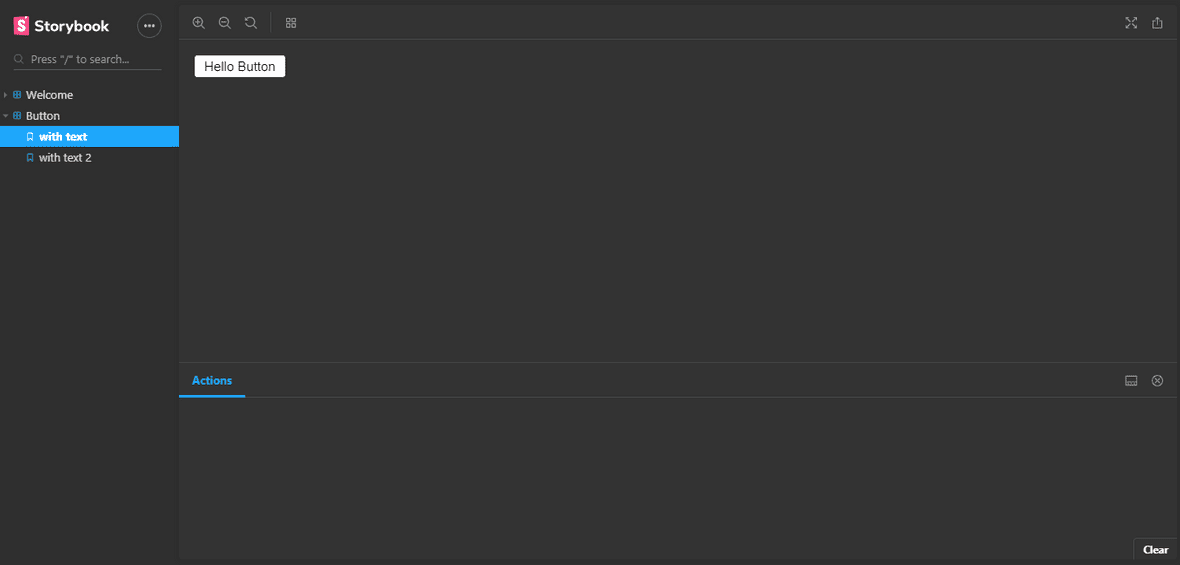 Storybook
Press "/" to search...
Welcome
Button
with text
with text 2
Hello Button
Actions
Clear